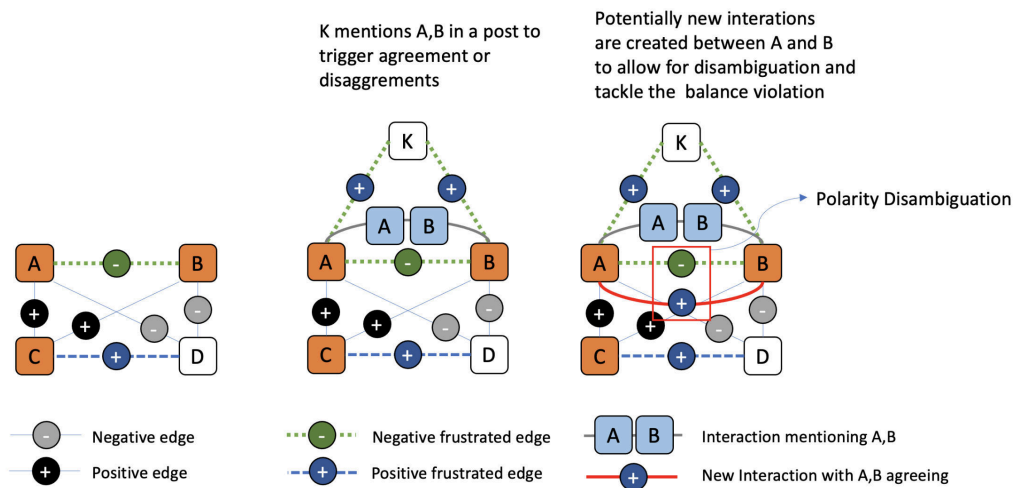 K mentions A,B in a post to
trigger agreement or
disaggrements
Potentially new interations
are created between A and B
to allow for disambiguation and
tackle the balance violation
Polarity Disambiguation
A - B
+ + - -
C + D
K
+ +
A B
A - B
+ + - -
C + D
K
+ +
A B
A - B
+
+ + - -
C + D
- Negative edge
+ Positive edge
- Negative frustrated edge
+ Positive frustrated edge
A B Interaction mentioning A,B
+ New Interaction with A,B agreeing